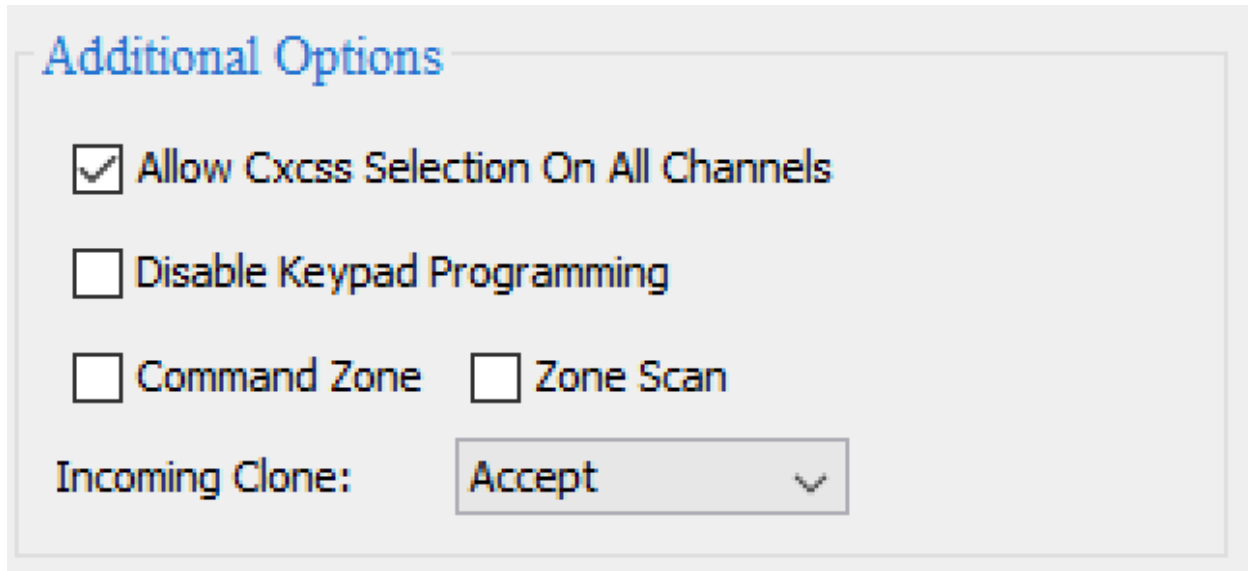 Additional Options
Allow Cxcss Selection On All Channels
Disable Keypad Programming
Command Zone Zone Scan
Incoming Clone: Accept